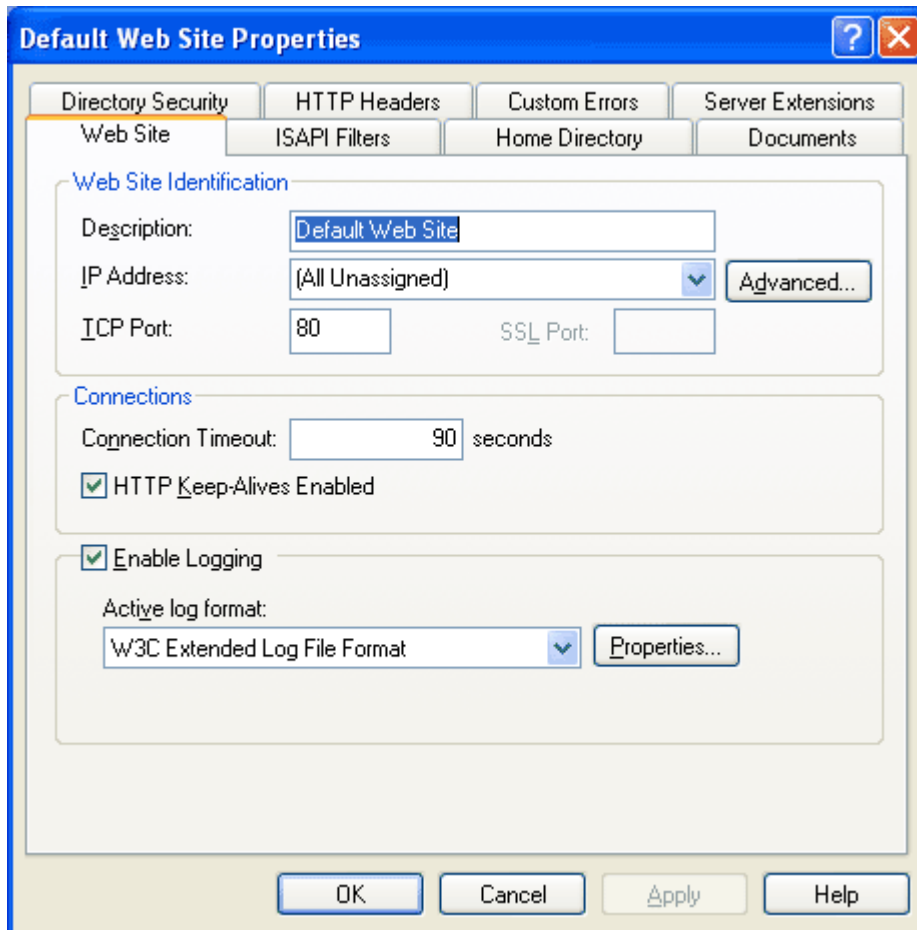 Default Web Site Properties
Directory Security HTTP Headers Custom Errors Server Extensions
Web Site ISAPI Filters Home Directory Documents
Web Site Identification
Description: Default Web Site
IP Address: (All Unassigned) Advanced...
TCP Port: 80 SSL Port:
Connections
Connection Timeout: 90 seconds
HTTP Keep-Alives Enabled
Enable Logging
Active log format:
W3C Extended Log File Format Properties...
OK Cancel Apply Help